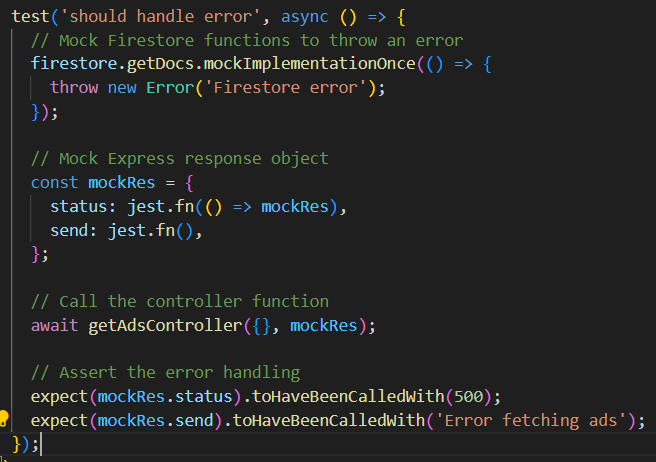 test('should handle error', async () => {
  // Mock Firestore functions to throw an error
  firestore.getDocs.mockImplementationOnce(() => {
    throw new Error('Firestore error');
  });

  // Mock Express response object
  const mockRes = {
    status: jest.fn(() => mockRes),
    send: jest.fn(),
  };

  // Call the controller function
  await getAdsController({}, mockRes);

  // Assert the error handling
  expect(mockRes.status).toHaveBeenCalledWith(500);
  expect(mockRes.send).toHaveBeenCalledWith('Error fetching ads');
});